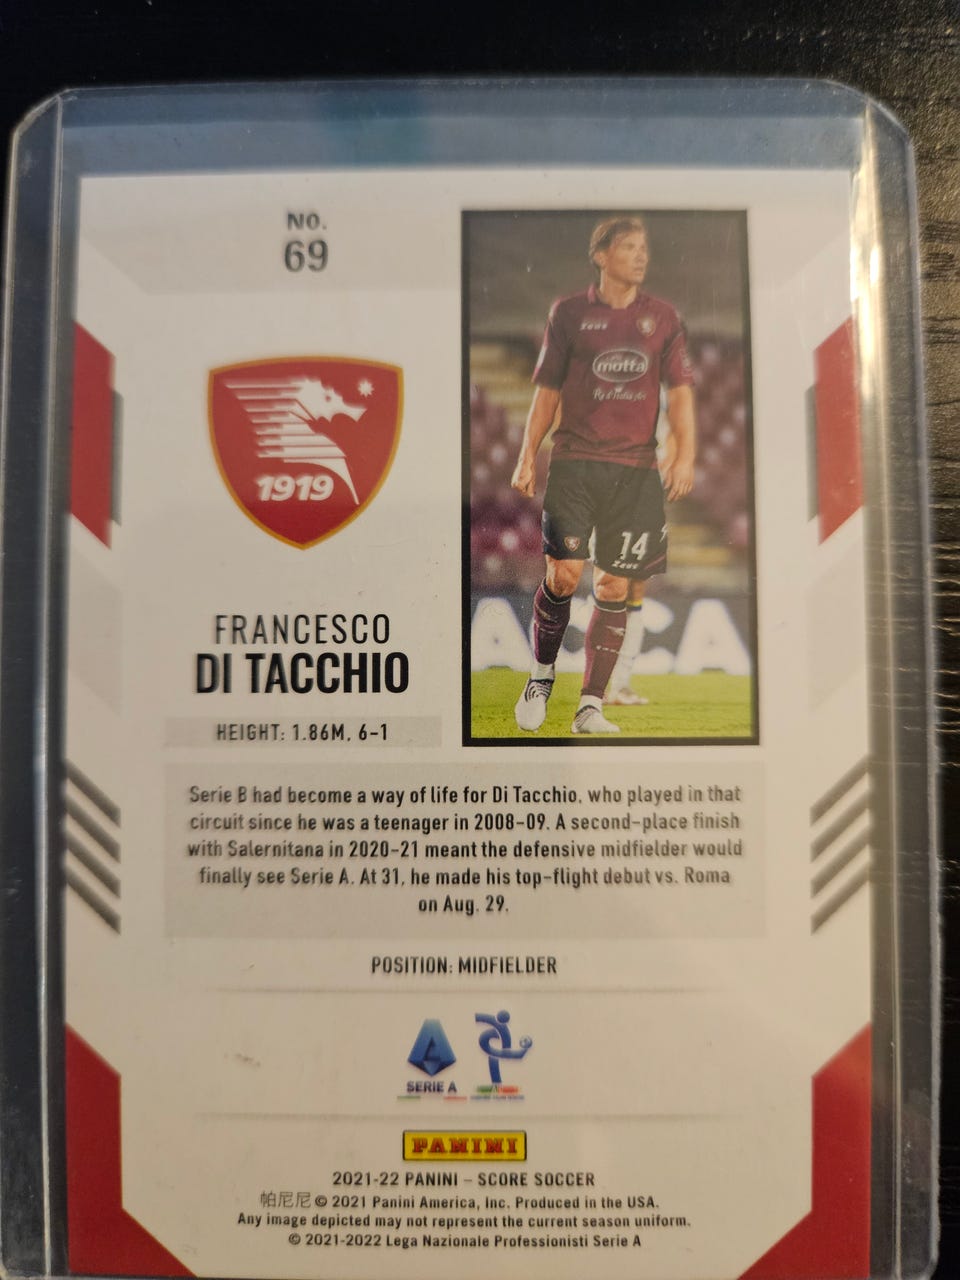 NO.
69
zeus
motta
1919
14
zeus
ACCA
FRANCESCO
DI TACCHIO
HEIGHT: 1.86M, 6-1
Serie B had become a way of life for Di Tacchio, who played in that
circuit since he was a teenager in 2008-09. A second-place finish
with Salernitana in 2020-21 meant the defensive midfielder would
finally see Serie A. At 31, he made his top-flight debut vs. Roma
on Aug. 29.
POSITION: MIDFIELDER
SERIE A
PANINI
2021-22 PANINI – SCORE SOCCER
帕尼尼 © 2021 Panini America, Inc. Produced in the USA.
Any image depicted may not represent the current season uniform.
© 2021-2022 Lega Nazionale Professionisti Serie A